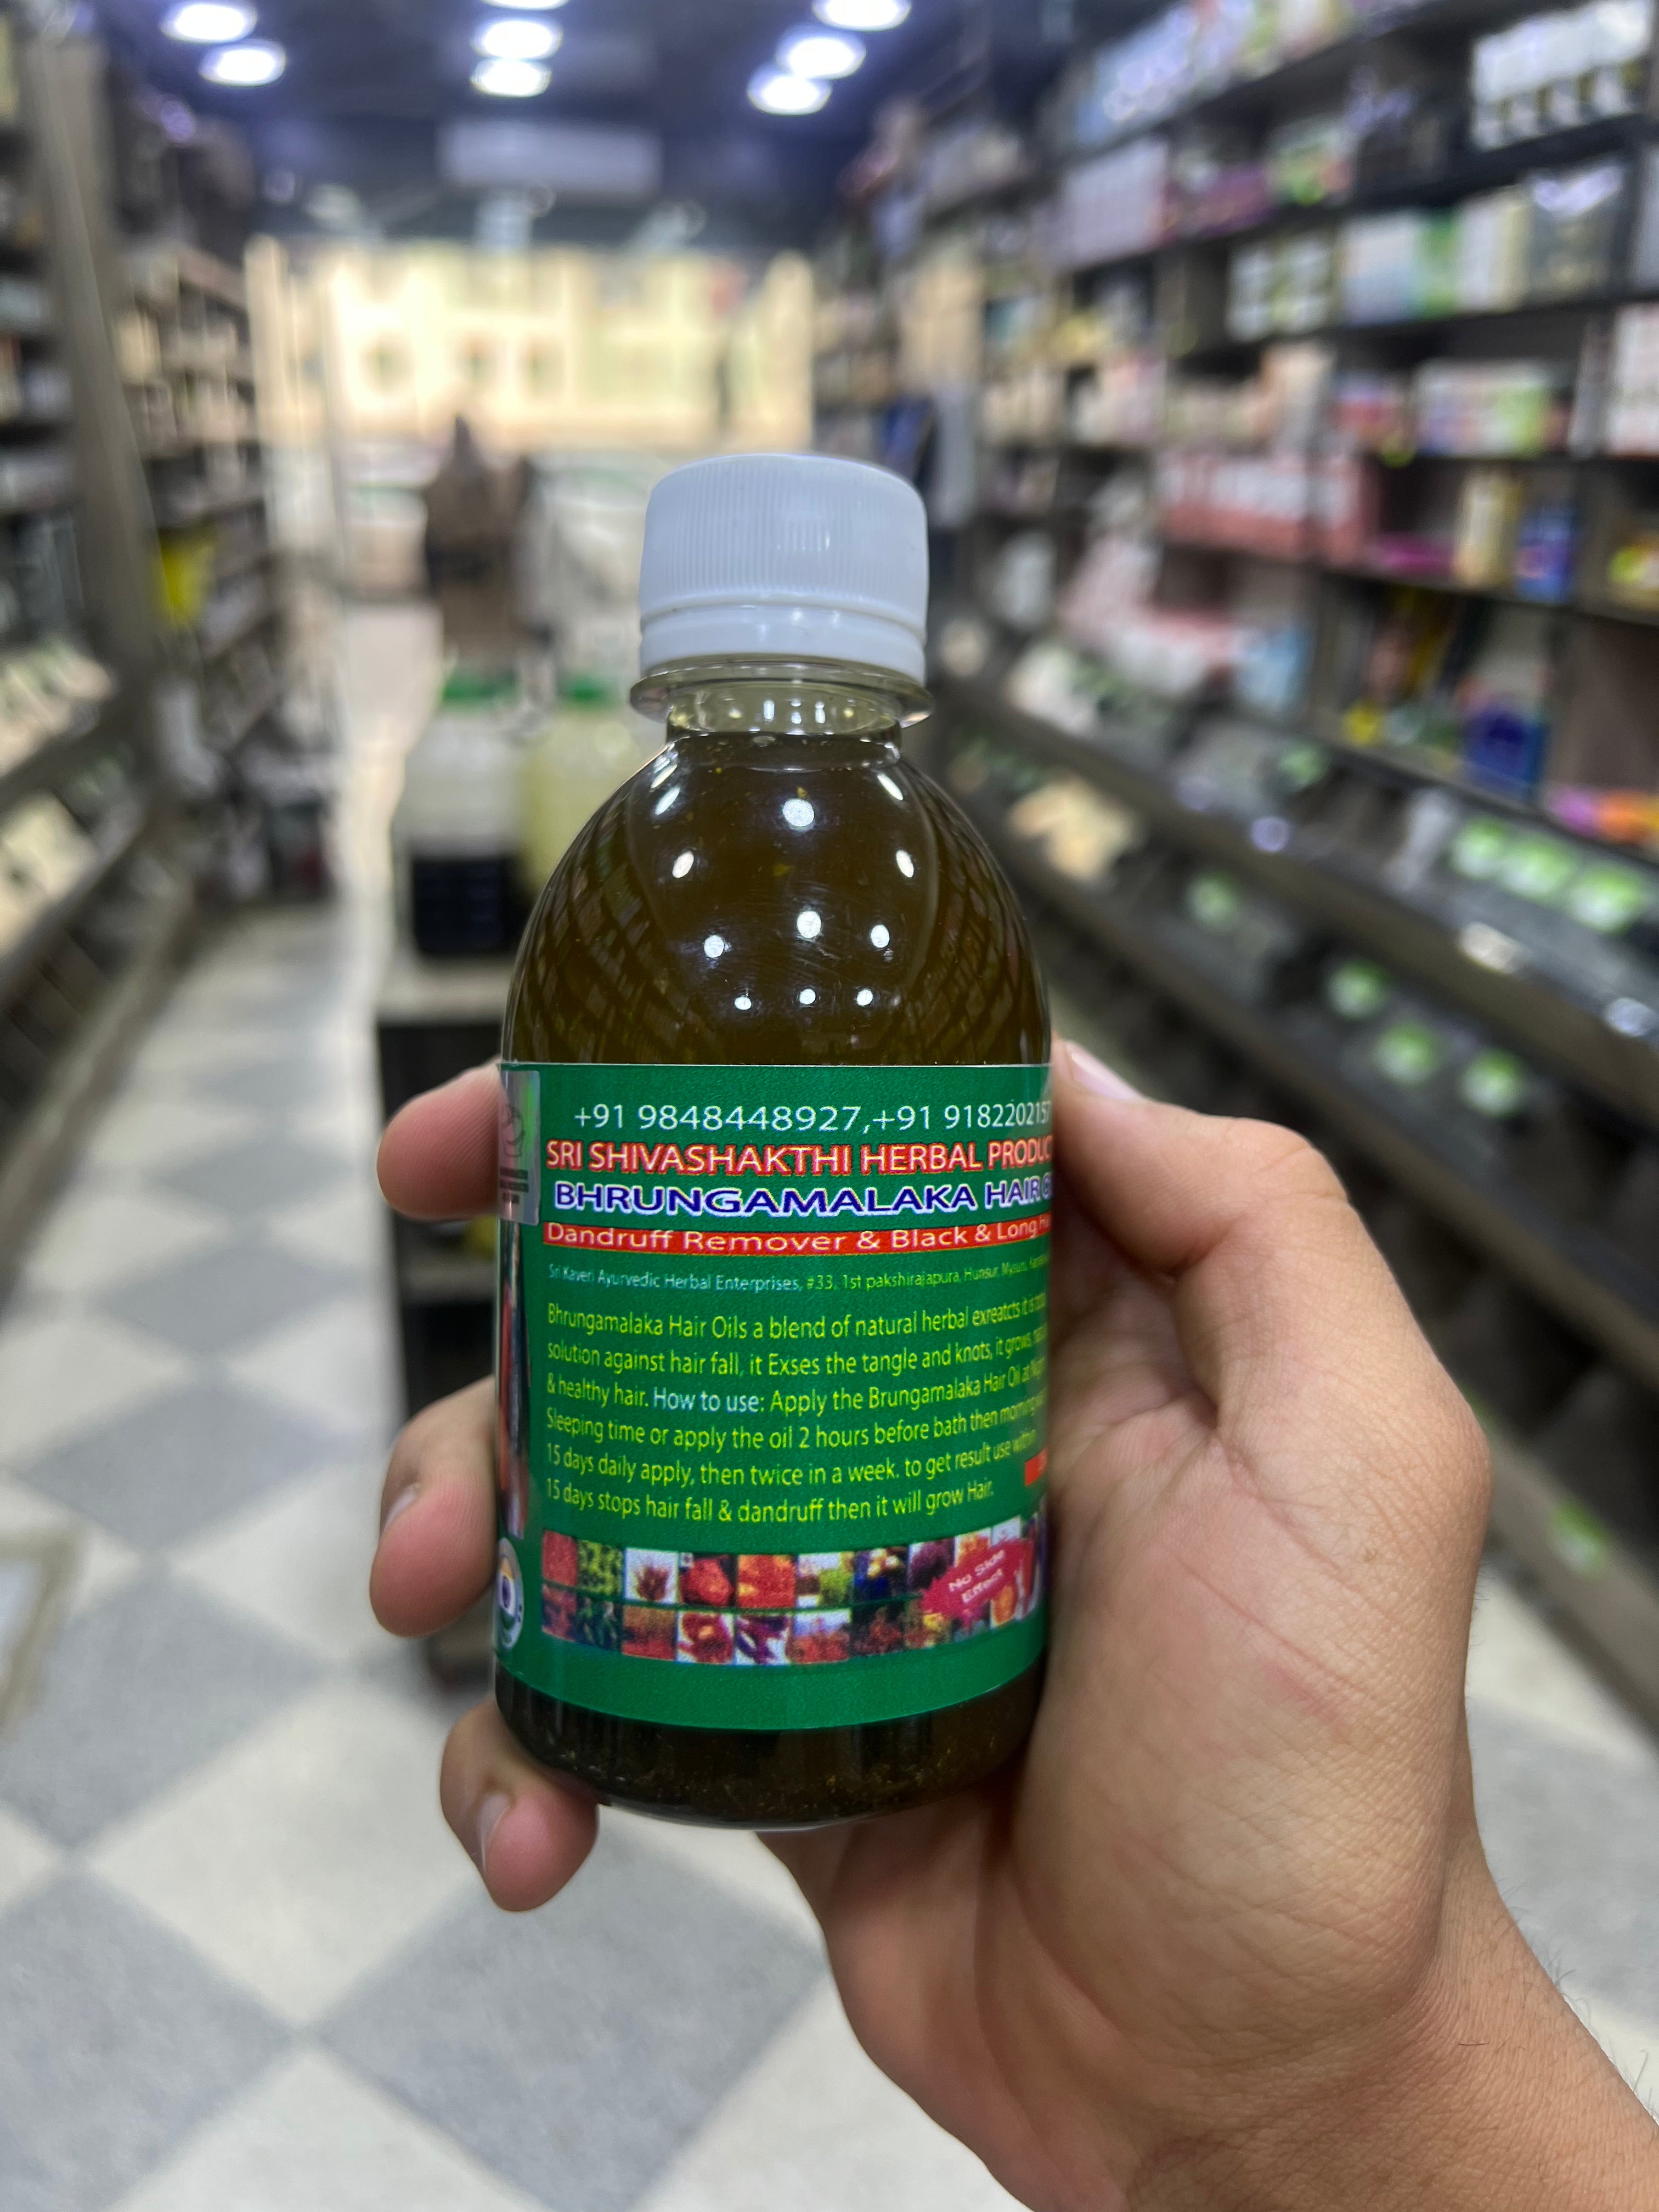 +91 9848448927,+91 918220215
SRI SHIVASHAKTHI HERBAL PRODUC
BHRUNGAMALAKA HAIR
Dandruff Remover & Black & Long
Sri Kaveri Ayurvedic Herbal Enterprises, #33, 1st pakshirajapura, Hunsur, Mysuru,
Bhrungamalaka Hair Oils a blend of natural herbal exreatcts it is
solution against hair fall, it Exses the tangle and knots, it grows
& healthy hair. How to use: Apply the Brungamalaka Hair Oil at
Sleeping time or apply the oil 2 hours before bath then morning
15 days daily apply, then twice in a week. to get result use within
15 days stops hair fall & dandruff then it will grow Hair.
No Side
Effect